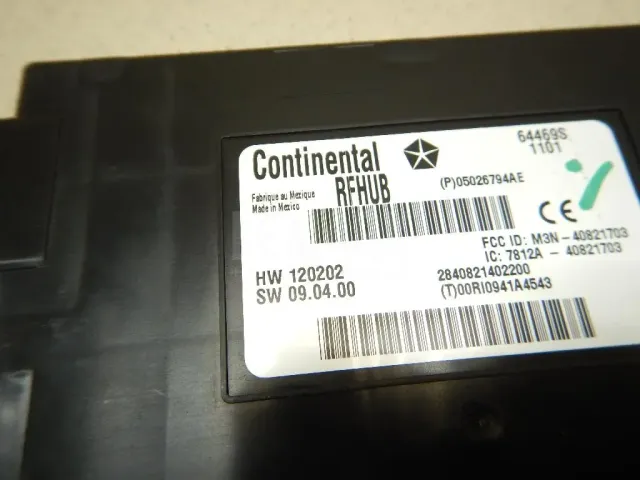 64469S
1101
Continental
RFHUB
(P)05026794AE
Fabrique au Mexique
Made in Mexico
CE
FCC ID: M3N-40821703
IC: 7812A - 40821703
HW 120202
SW 09.04.00
2840821402200
(T)00RI0941A4543